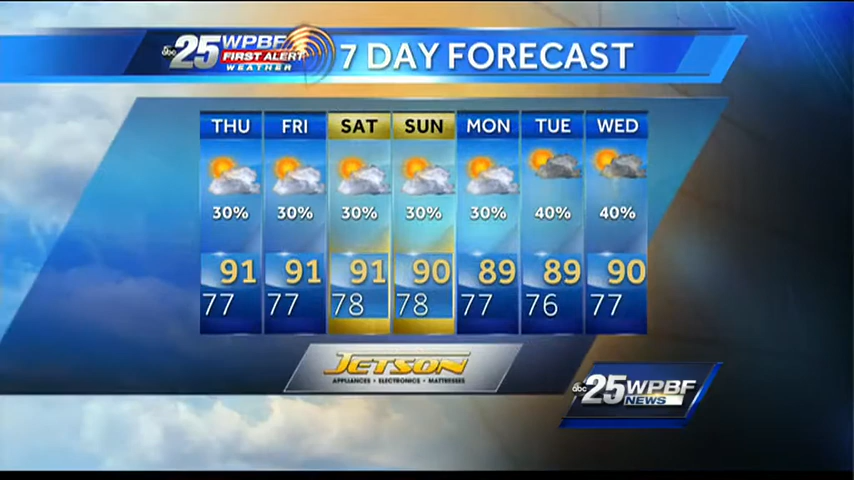 abc 25 WPBF FIRST ALERT WEATHER 7 DAY FORECAST
THU FRI SAT SUN MON TUE WED
30% 30% 30% 30% 30% 40% 40%
91 91 91 90 89 89 90
77 77 78 78 77 76 77
JETSON
APPLIANCES • ELECTRONICS • MATTRESSES
abc 25 WPBF NEWS